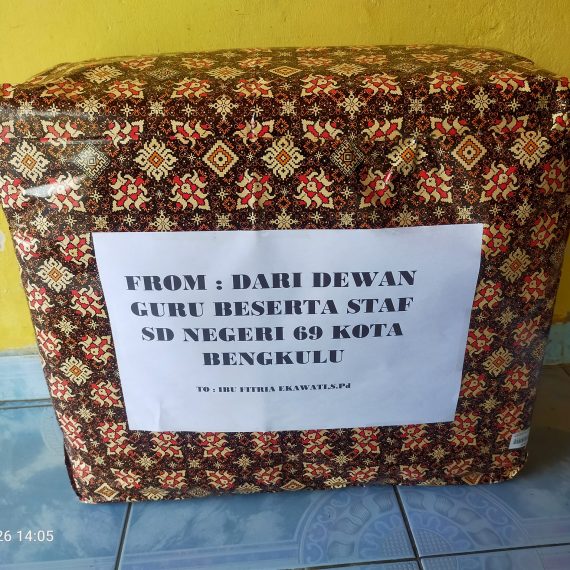 FROM : DARI DEWAN
GURU BESERTA STAF
SD NEGERI 69 KOTA
BENGKULU
TO : IBU FITRIA EKAWATI.S.Pd
26 14:05